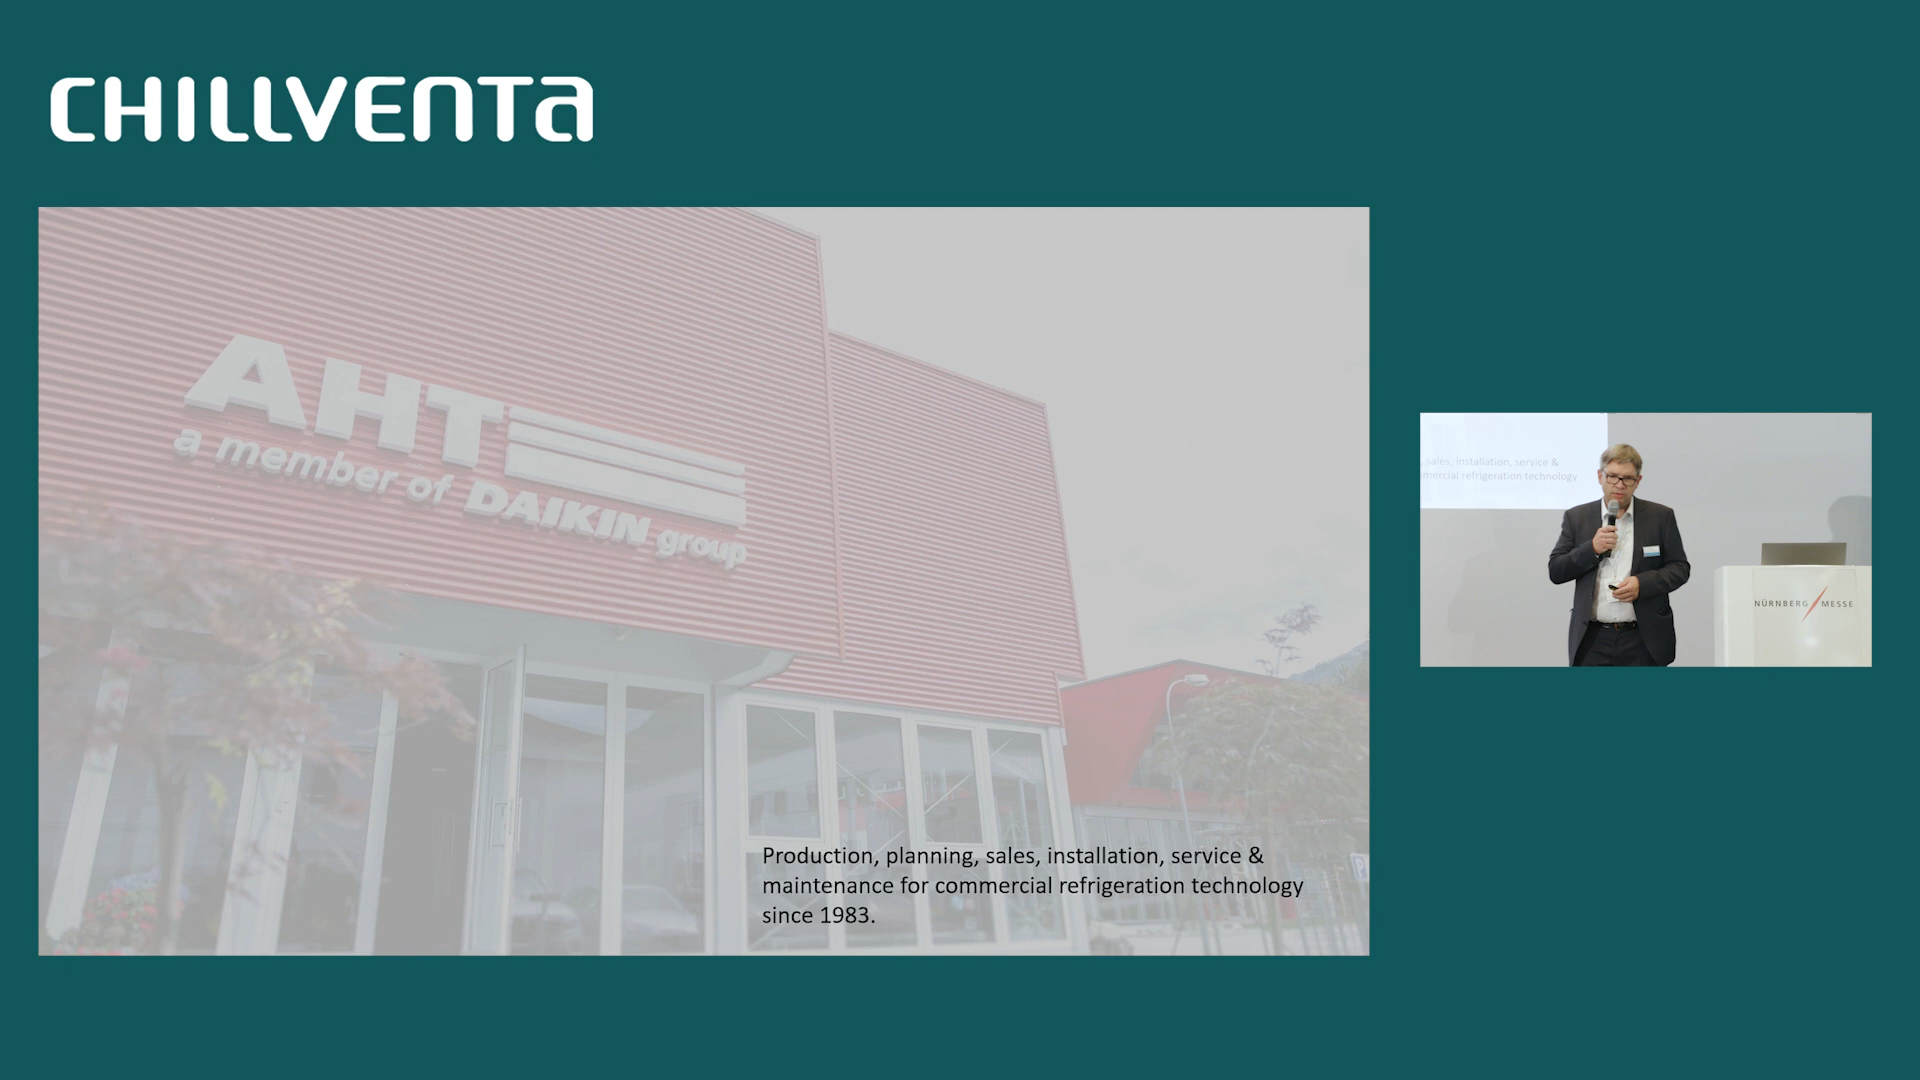 CHILLVENTA
AHT
a member of DAIKIN group
Production, planning, sales, installation, service &
maintenance for commercial refrigeration technology
since 1983.
sales, installation, service &
mercial refrigeration technology
NÜRNBERG MESSE